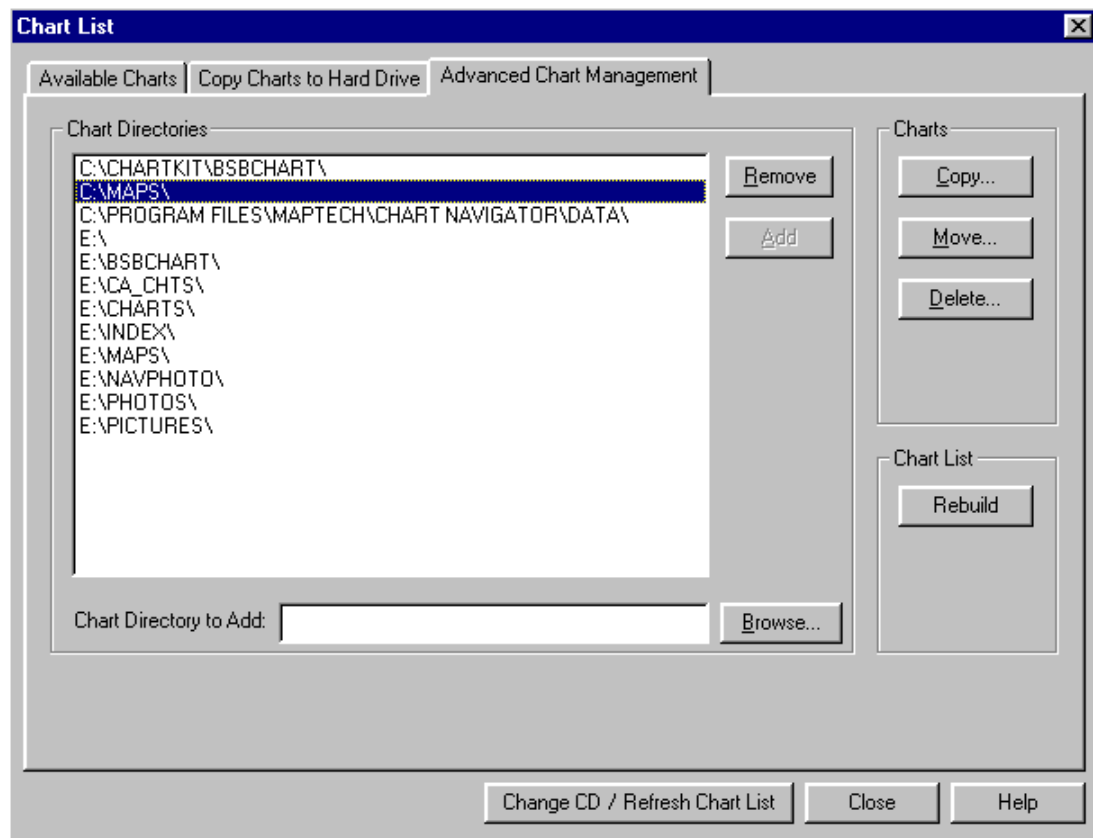 Chart List
Available Charts
Copy Charts to Hard Drive
Advanced Chart Management
Chart Directories
C:\CHARTKIT\BSBCHART\
C:\MAPS\
C:\PROGRAM FILES\MAPTECH\CHART NAVIGATOR\DATA\
E:\
E:\BSBCHART\
E:\CA_CHTS\
E:\CHARTS\
E:\INDEX\
E:\MAPS\
E:\NAVPHOTO\
E:\PHOTOS\
E:\PICTURES\
Remove
Add
Chart Directory to Add:
Browse...
Charts
Copy...
Move...
Delete...
Chart List
Rebuild
Change CD / Refresh Chart List
Close
Help